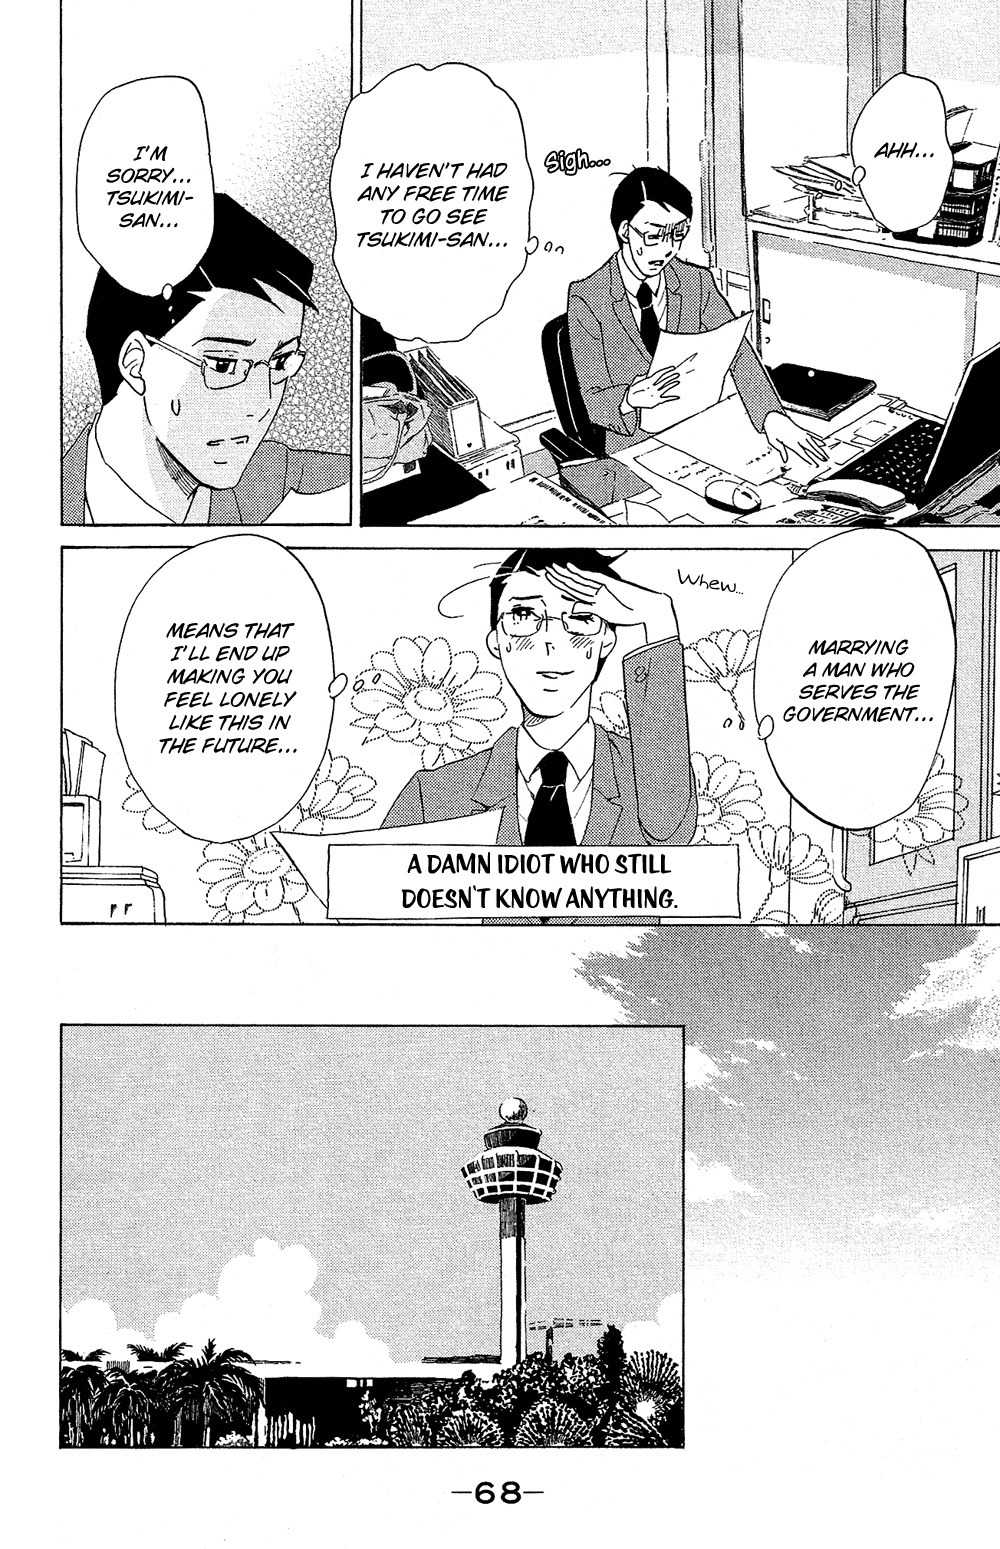 AHH...
Sigh...
I HAVEN'T HAD
ANY FREE TIME
TO GO SEE
TSUKIMI-SAN...
I'M
SORRY...
TSUKIMI-
SAN...
MARRYING
A MAN WHO
SERVES THE
GOVERNMENT...
Whew...
MEANS THAT
I'LL END UP
MAKING YOU
FEEL LONELY
LIKE THIS IN
THE FUTURE...
A DAMN IDIOT WHO STILL
DOESN'T KNOW ANYTHING.
-68-